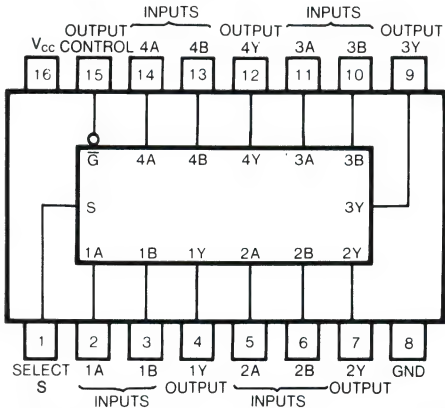 INPUTS INPUTS
OUTPUT OUTPUT OUTPUT
VCC CONTROL 4A 4B 4Y 3A 3B 3Y
16 15 14 13 12 11 10 9
G 4A 4B 4Y 3A 3B
S 3Y
1A 1B 1Y 2A 2B 2Y
1 2 3 4 5 6 7 8
SELECT 1A 1B 1Y 2A 2B 2Y GND
S OUTPUT OUTPUT
INPUTS INPUTS